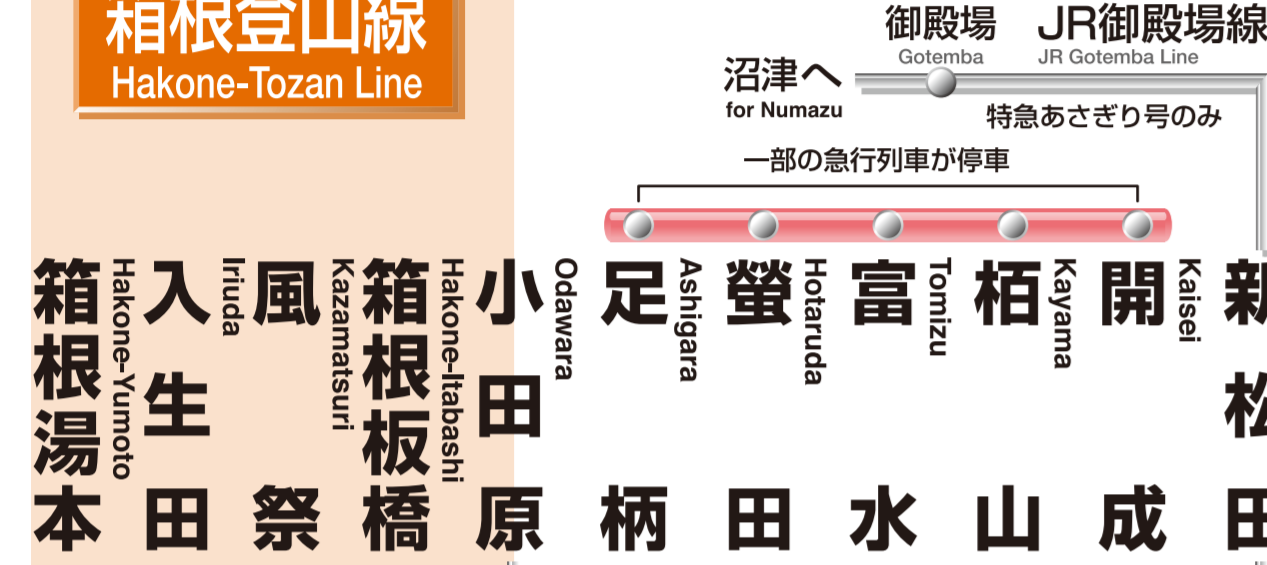 箱根登山線
Hakone-Tozan Line
御殿場
Gotemba
JR御殿場線
JR Gotemba Line
沼津へ
for Numazu
特急あさぎり号のみ
一部の急行列車が停車
箱根湯本
Hakone-Yumoto
入生田
Iriuda
風祭
Kazamatsuri
箱根板橋
Hakone-Itabashi
小田原
Odawara
足柄
Ashigara
螢田
Hotaruda
富水
Tomizu
栢山
Kayama
開成
Kaisei
新松田